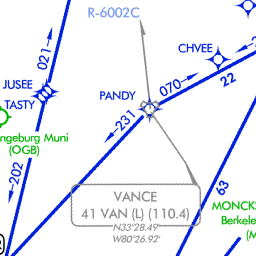 R-6002C
021
CHVEE
JUSEE
TASTY
PANDY
070
22
231
ngeburg Muni
(OGB)
202
VANCE
41 VAN (L) (110.4)
N33°28.49'
W80°26.92'
63
MONCKS
Berkele
(M